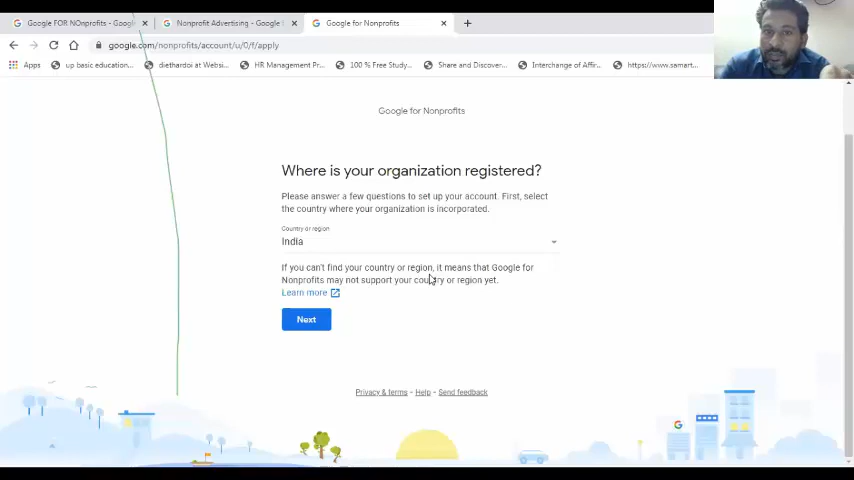 Google FOR NOnprofits - Googl
Nonprofit Advertising - Google
Google for Nonprofits
google.com/nonprofits/account/u/0/f/apply
Apps
up basic education...
diethardoi at Websi...
HR Management Pr...
100 % Free Study...
Share and Discover...
Interchange of Affir...
https://www.samart...
Google for Nonprofits
Where is your organization registered?
Please answer a few questions to set up your account. First, select
the country where your organization is incorporated.
Country or region
India
If you can't find your country or region, it means that Google for
Nonprofits may not support your country or region yet.
Learn more
Next
Privacy & terms - Help - Send feedback